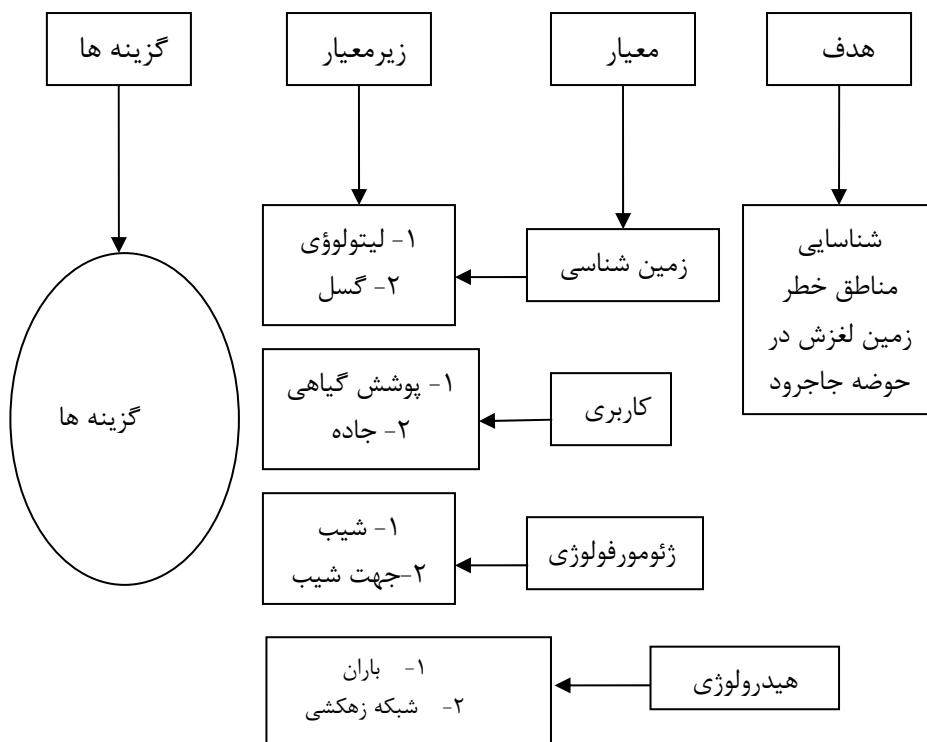 هدف
معیار
زیرمعیار
گزینه ها
شناسایی
مناطق خطر
زمین لغزش در
حوضه جاجرود
زمین شناسی
۱- لیتولوؤی
۲- گسل
کاربری
۱- پوشش گیاهی
۲- جاده
ژئومورفولوژی
۱- شیب
۲-جهت شیب
هیدرولوژی
۱- باران
۲- شبکه زهکشی
گزینه ها